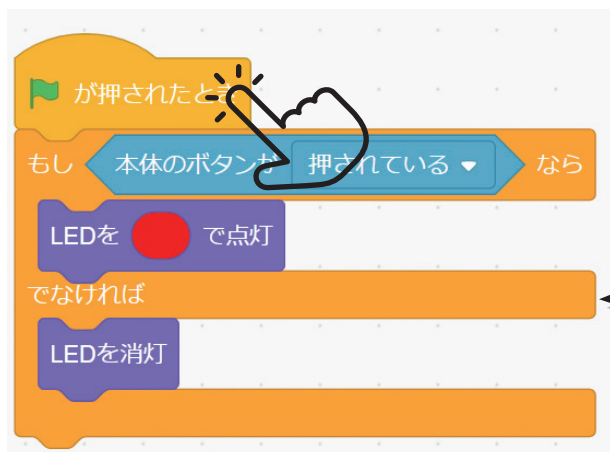 が押されたとき
もし 本体のボタンが 押されている なら
LEDを で点灯
でなければ
LEDを消灯